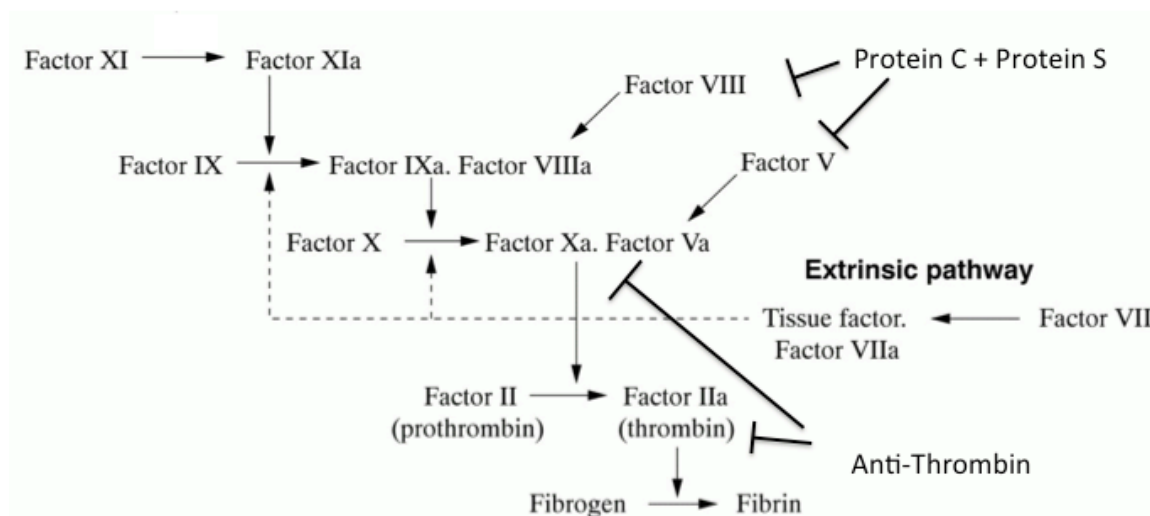 Factor XI
Factor XIa
Protein C + Protein S
Factor VIII
Factor IX
Factor IXa. Factor VIIIa
Factor V
Factor X
Factor Xa. Factor Va
Extrinsic pathway
Tissue factor.
Factor VIIa
Factor VII
Factor II
(prothrombin)
Factor IIa
(thrombin)
Anti-Thrombin
Fibrogen
Fibrin